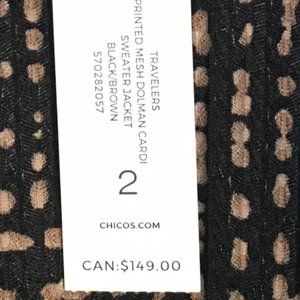 TRAVELERS
PRINTED MESH DOLMAN CARDI
SWEATER JACKET
BLACK/BROWN
570282057
2
CHICOS.COM
CAN:$149.00